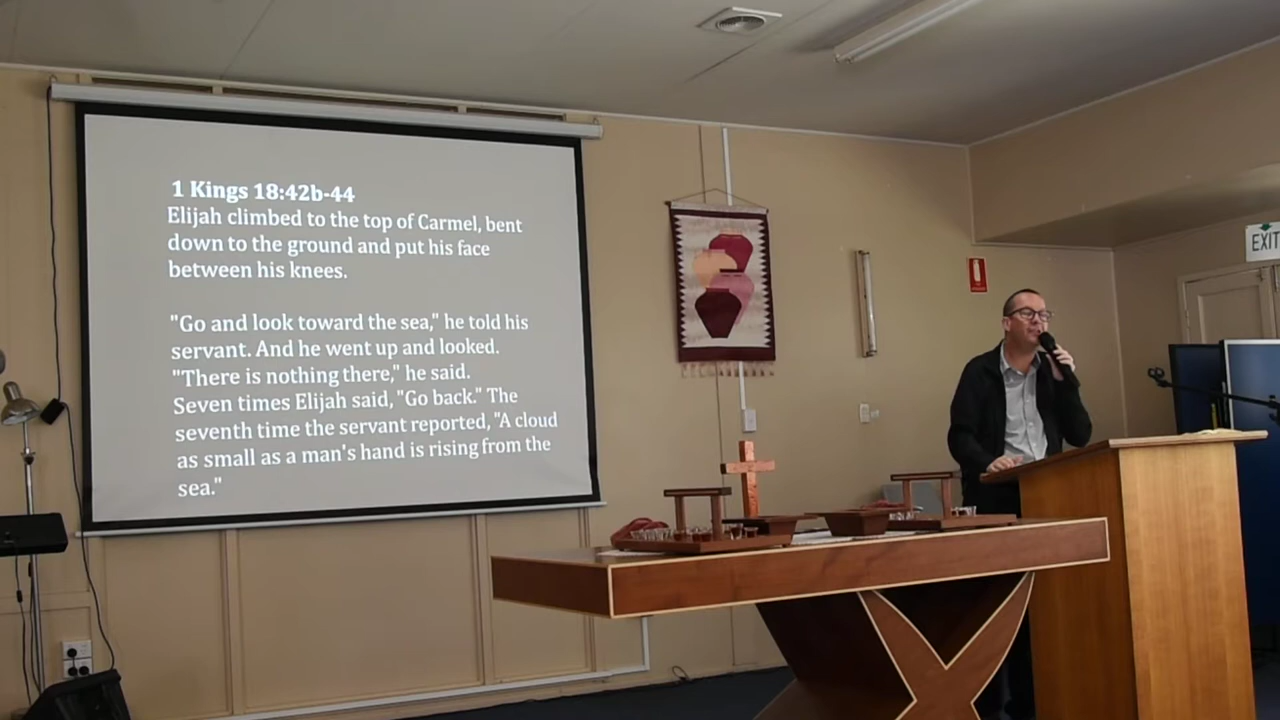 1 Kings 18:42b-44
Elijah climbed to the top of Carmel, bent
down to the ground and put his face
between his knees.
"Go and look toward the sea," he told his
servant. And he went up and looked.
"There is nothing there," he said.
Seven times Elijah said, "Go back." The
seventh time the servant reported, "A cloud
as small as a man's hand is rising from the
sea."
EXIT